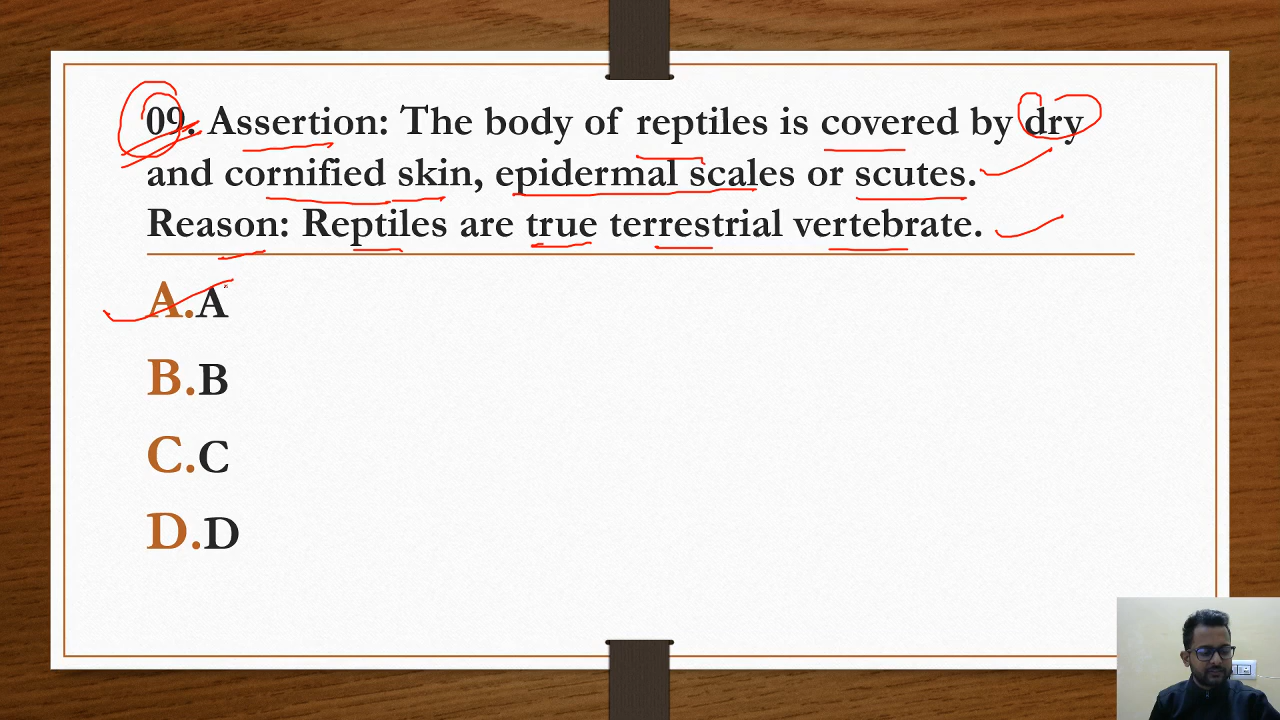 09. Assertion: The body of reptiles is covered by dry
and cornified skin, epidermal scales or scutes.
Reason: Reptiles are true terrestrial vertebrate.
A.A
B.B
C.C
D.D